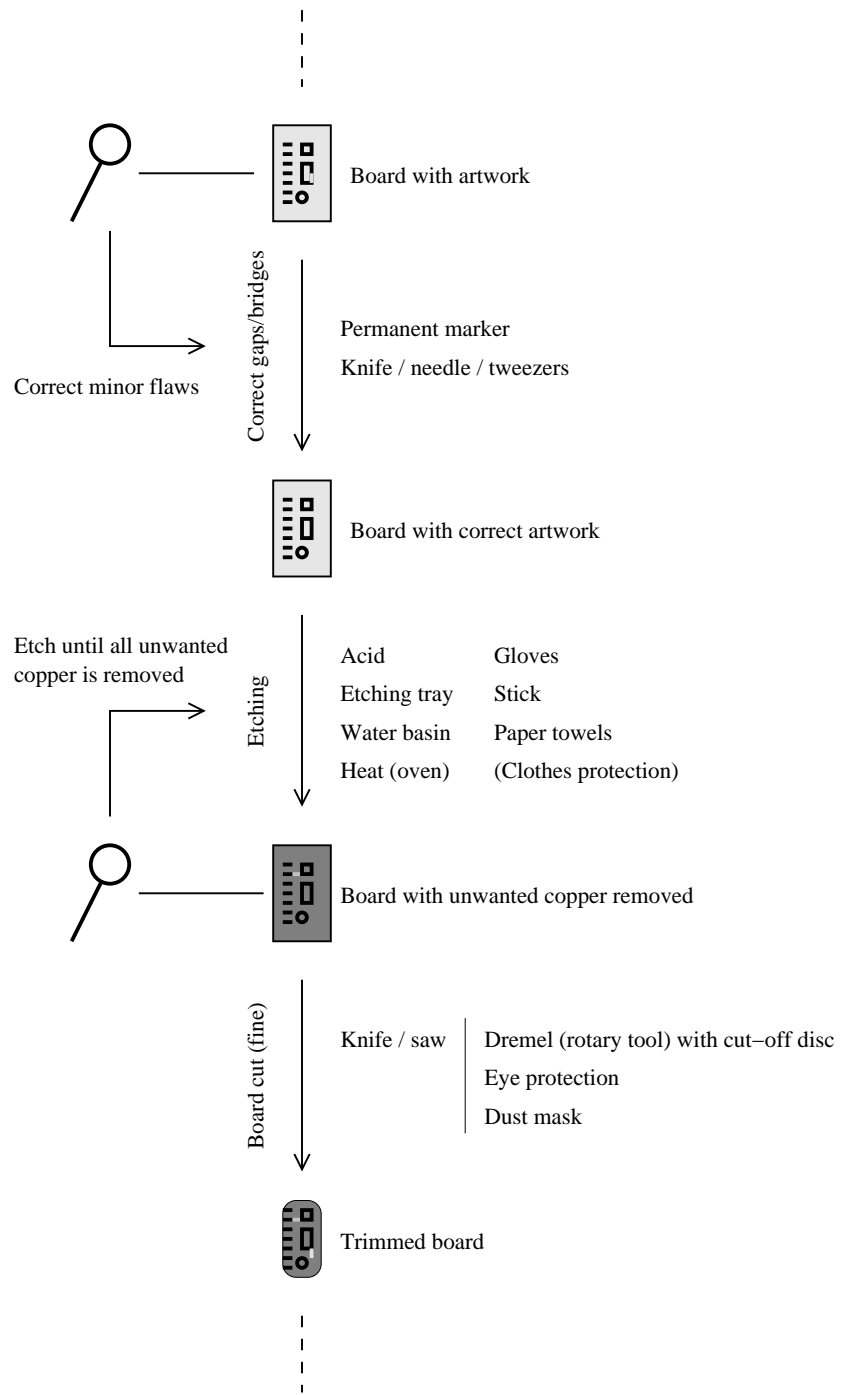 Board with artwork
Correct gaps/bridges
Permanent marker
Knife / needle / tweezers
Correct minor flaws
Board with correct artwork
Etch until all unwanted
copper is removed
Etching
Acid
Gloves
Etching tray
Stick
Water basin
Paper towels
Heat (oven)
(Clothes protection)
Board with unwanted copper removed
Board cut (fine)
Knife / saw
Dremel (rotary tool) with cut−off disc
Eye protection
Dust mask
Trimmed board